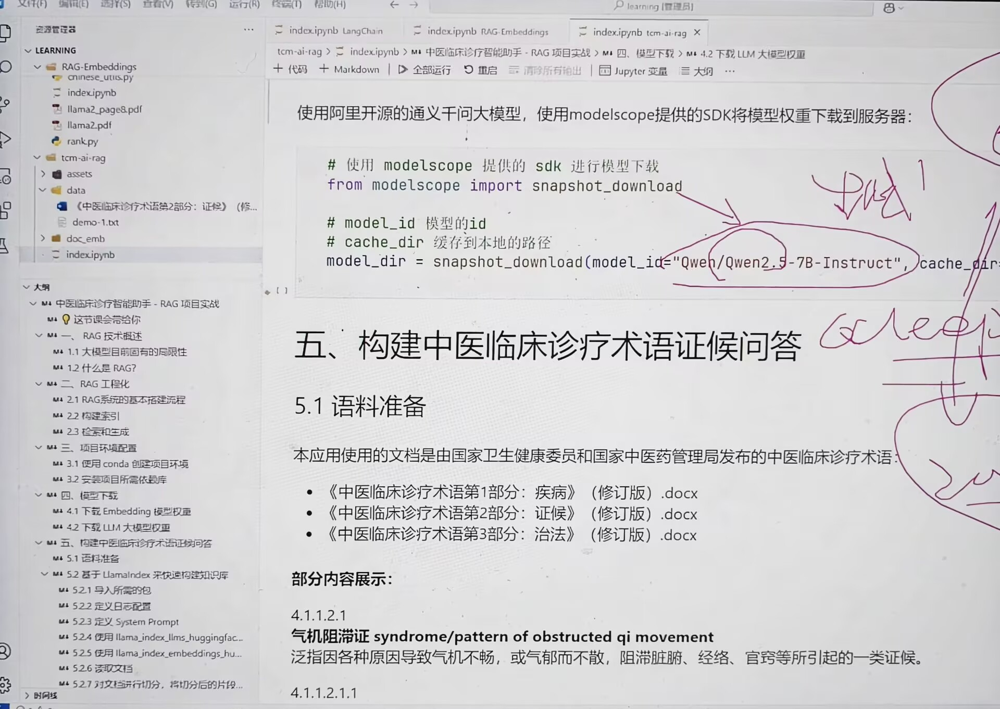 文件(F) 编辑(E) 选择(S) 查看(V) 转到(G) 运行(R) 终端(T) 帮助(H)
learning [管理员]
资源管理器
LEARNING
RAG-Embeddings
chinese_utils.py
index.ipynb
llama2_page8.pdf
llama2.pdf
rank.py
tcm-ai-rag
assets
data
《中医临床诊疗术语第2部分：证候》（修...
demo-1.txt
doc_emb
index.ipynb
大纲
中医临床诊疗智能助手 - RAG 项目实战
这节课会带给你
一、 RAG 技术概述
1.1 大模型目前固有的局限性
1.2 什么是 RAG?
二、RAG 工程化
2.1 RAG系统的基本搭建流程
2.2 构建索引
2.3 检索和生成
三、项目环境配置
3.1 使用 conda 创建项目环境
3.2 安装项目所需依赖库
四、模型下载
4.1 下载 Embedding 模型权重
4.2 下载 LLM 大模型权重
五、构建中医临床诊疗术语证候问答
5.1 语料准备
5.2 基于 LlamaIndex 来快速构建知识库
5.2.1 导入所需的包
5.2.2 定义日志配置
5.2.3 定义 System Prompt
5.2.4 使用 llama_index_llms_huggingfac...
5.2.5 使用 llama_index_embeddings_hu...
5.2.6 读取文档
5.2.7 对文档进行切分，将切分后的片段...
时间线
index.ipynb LangChain
index.ipynb RAG-Embeddings
index.ipynb tcm-ai-rag
tcm-ai-rag > index.ipynb > 中医临床诊疗智能助手 - RAG 项目实战 > 四、模型下载 > 4.2 下载 LLM 大模型权重
+ 代码 + Markdown | 全部运行 重启 清除所有输出 | Jupyter 变量 大纲 ...
使用阿里开源的通义千问大模型，使用modelscope提供的SDK将模型权重下载到服务器：
# 使用 modelscope 提供的 sdk 进行模型下载
from modelscope import snapshot_download
# model_id 模型的id
# cache_dir 缓存到本地的路径
model_dir = snapshot_download(model_id="Qwen/Qwen2.5-7B-Instruct", cache_dir=
[ ]
五、构建中医临床诊疗术语证候问答
5.1 语料准备
本应用使用的文档是由国家卫生健康委员和国家中医药管理局发布的中医临床诊疗术语：
• 《中医临床诊疗术语第1部分：疾病》（修订版）.docx
• 《中医临床诊疗术语第2部分：证候》（修订版）.docx
• 《中医临床诊疗术语第3部分：治法》（修订版）.docx
部分内容展示：
4.1.1.2.1
气机阻滞证 syndrome/pattern of obstructed qi movement
泛指因各种原因导致气机不畅，或气郁而不散，阻滞脏腑、经络、官窍等所引起的一类证候。
4.1.1.2.1.1